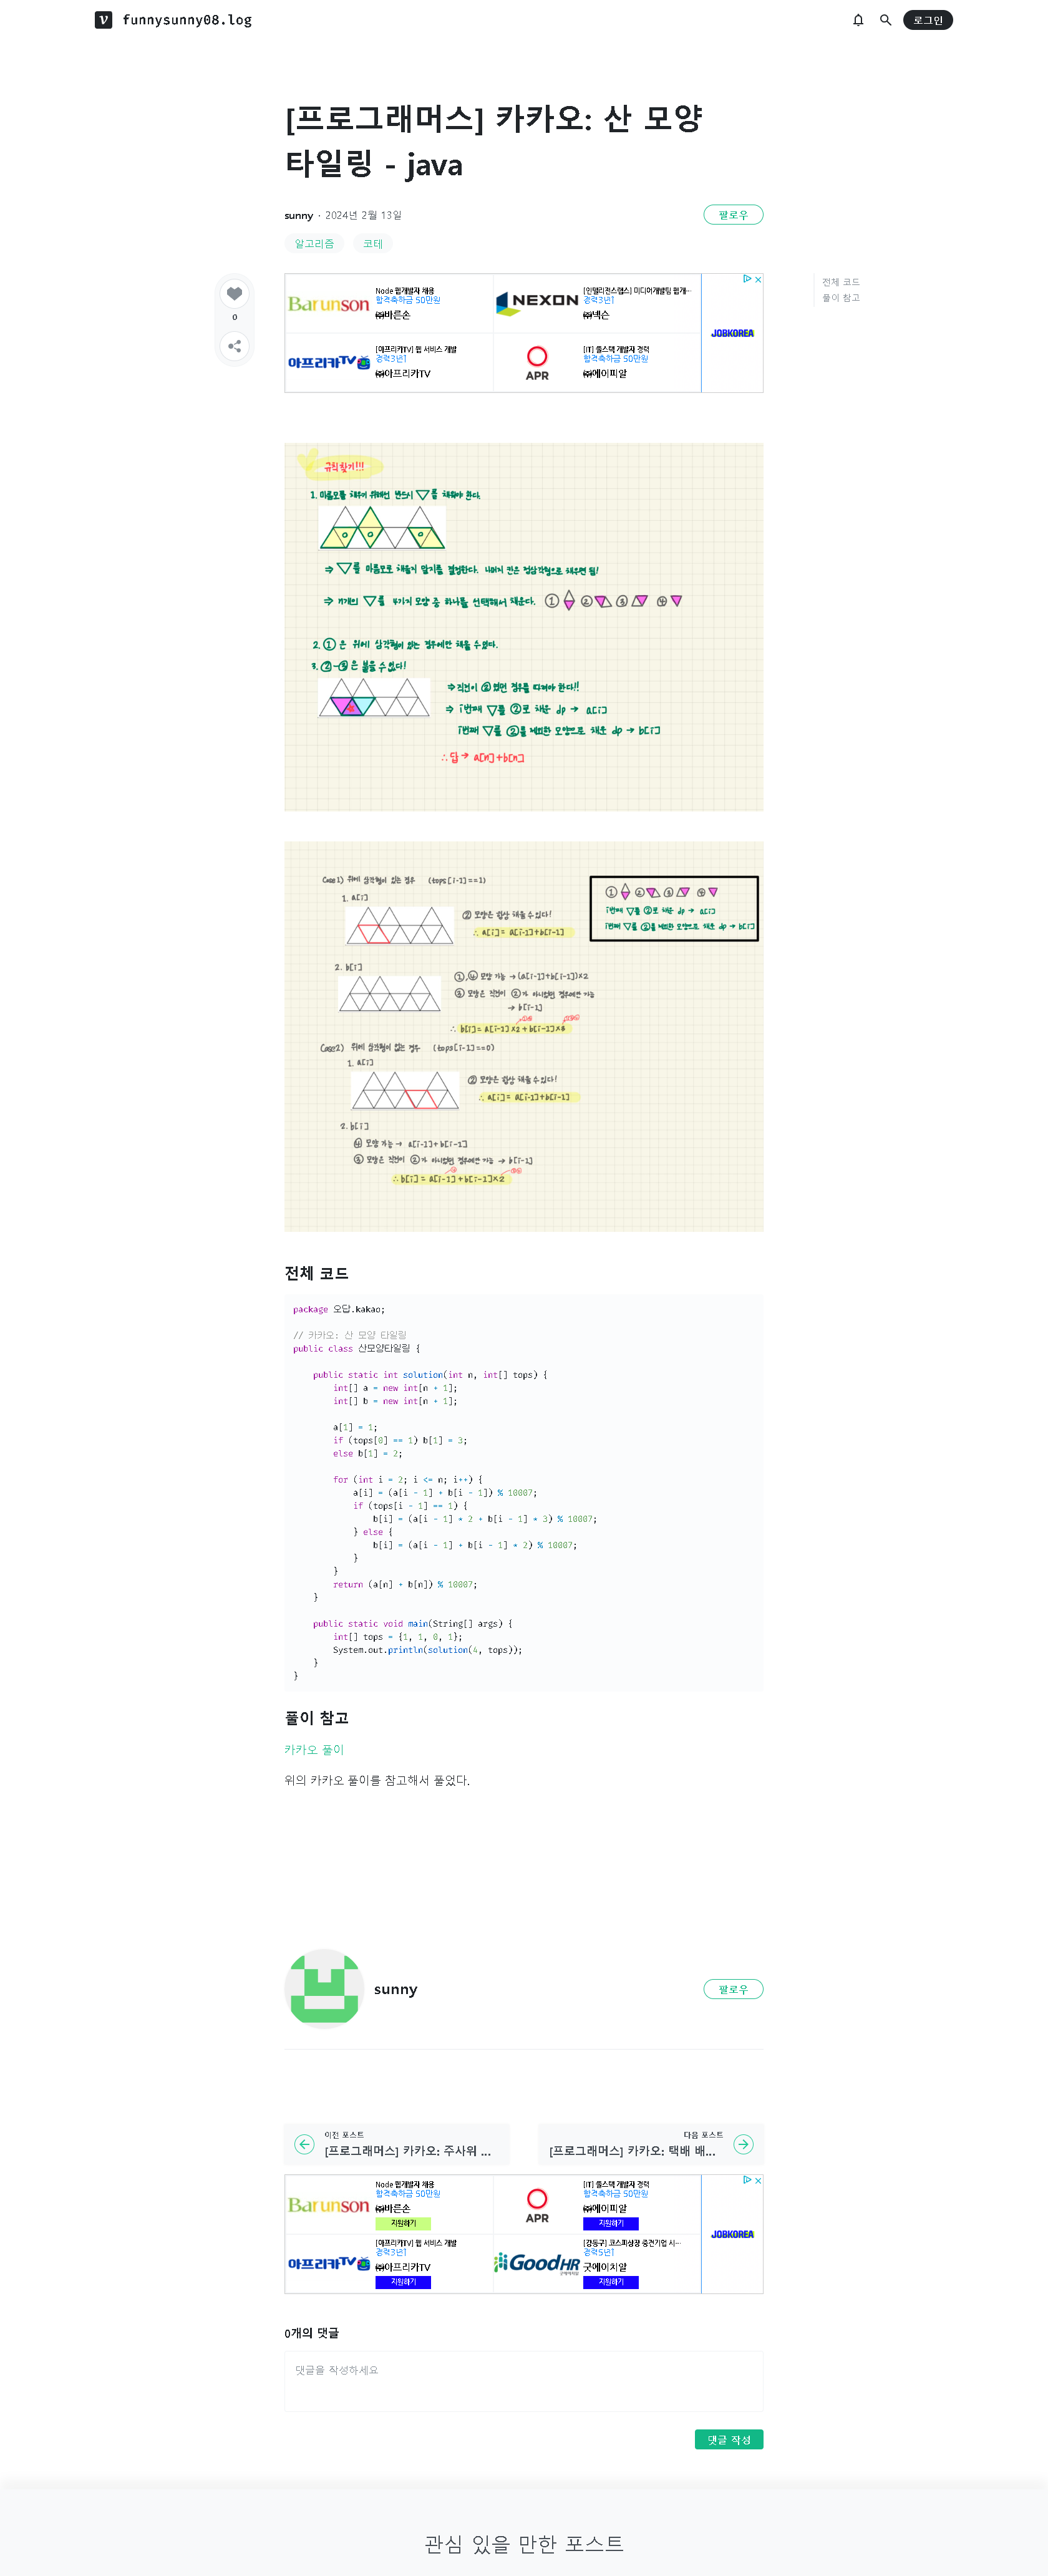 funnysunny08.log
로그인
[프로그래머스] 카카오: 산 모양
타일링 - java
sunny · 2024년 2월 13일
팔로우
알고리즘 코테
전체 코드
풀이 참고
0
Barunson
Node 웹개발자 채용
합격축하금 50만원
㈜바른손
NEXON
[인텔리전스랩스] 미디어개발팀 웹개…
경력3년↑
㈜넥슨
아프리카TV
[아프리카TV] 웹 서비스 개발
경력3년↑
㈜아프리카TV
APR
[IT] 풀스택 개발자 경력
합격축하금 50만원
㈜에이피알
JOBKOREA
규칙찾기!!!
1. 마름모를 채우기 위해선 반드시 ▽를 채워야 한다.
⇒ ▽를 마름모로 채울지 말지를 결정한다. 나머지 칸은 정삼각형으로 채우면 됨!
⇒ n개의 ▽를 4가지 모양 중 하나를 선택해서 채운다. ① ② ③ ④
2. ①은 위에 삼각형이 있는 경우에만 채울 수 있다.
3. ②-③은 붙을 수 없다!
⇒ 직전이 ②였던 경우를 따져야 한다!!
⇒ i번째 ▽를 ②로 채운 dp → a[i]
i번째 ▽를 ②를 제외한 모양으로 채운 dp → b[i]
∴ 답 → a[n]+b[n]
Case1) 위에 삼각형이 있는 경우 (tops[i-1]==1)
1. a[i]
② 모양은 항상 채울 수 있다!
∴ a[i] = a[i-1]+b[i-1]
① ② ③ ④
i번째 ▽를 ②로 채운 dp → a[i]
i번째 ▽를 ②를 제외한 모양으로 채운 dp → b[i]
2. b[i]
①,④ 모양 가능 → (a[i-1]+b[i-1])×2
③ 모양은 직전이 ②가 아니었던 경우에만 가능
→ b[i-1]
∴ b[i] = a[i-1]×2+b[i-1]×3
Case2) 위에 삼각형이 없는 경우 (tops[i-1]==0)
1. a[i]
② 모양은 항상 채울 수 있다!
∴ a[i] = a[i-1]+b[i-1]
2. b[i]
④ 모양 가능 → a[i-1]+b[i-1]
③ 모양은 직전이 ②가 아니었던 경우에만 가능 → b[i-1]
∴ b[i] = a[i-1]+b[i-1]×2
전체 코드
package 오답.kakao;
// 카카오: 산 모양 타일링
public class 산모양타일링 {
public static int solution(int n, int[] tops) {
int[] a = new int[n + 1];
int[] b = new int[n + 1];
a[1] = 1;
if (tops[0] == 1) b[1] = 3;
else b[1] = 2;
for (int i = 2; i <= n; i++) {
a[i] = (a[i - 1] + b[i - 1]) % 10007;
if (tops[i - 1] == 1) {
b[i] = (a[i - 1] * 2 + b[i - 1] * 3) % 10007;
} else {
b[i] = (a[i - 1] + b[i - 1] * 2) % 10007;
}
}
return (a[n] + b[n]) % 10007;
}
public static void main(String[] args) {
int[] tops = {1, 1, 0, 1};
System.out.println(solution(4, tops));
}
}
풀이 참고
카카오 풀이
위의 카카오 풀이를 참고해서 풀었다.
sunny
팔로우
이전 포스트
[프로그래머스] 카카오: 주사위 ...
다음 포스트
[프로그래머스] 카카오: 택배 배...
Barunson
Node 웹개발자 채용
합격축하금 50만원
㈜바른손
지원하기
APR
[IT] 풀스택 개발자 경력
합격축하금 50만원
㈜에이피알
지원하기
아프리카TV
[아프리카TV] 웹 서비스 개발
경력3년↑
㈜아프리카TV
지원하기
GoodHR
[강동구] 코스피상장 중견기업 시…
경력5년↑
굿에이치알
지원하기
JOBKOREA
0개의 댓글
댓글을 작성하세요
댓글 작성
관심 있을 만한 포스트